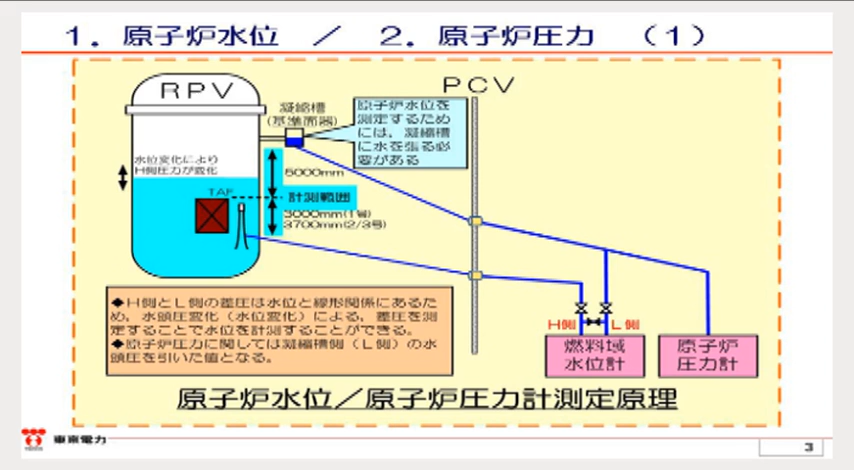 1．原子炉水位　／　2．原子炉圧力　（1）
RPV
PCV
凝縮槽
(基準面器)
原子炉水位を
測定するため
には、凝縮槽
に水を張る必
要がある
水位変化により
H側圧力が変化
5000mm
TAF
計測範囲
3000mm(1号)
3700mm(2/3号)
◆H側とL側の差圧は水位と線形関係にあるた
め、水頭圧変化（水位変化）による、差圧を測
定することで水位を計測することができる。
◆原子炉圧力に関しては凝縮槽側（L側）の水
頭圧を引いた値となる。
H側
L側
燃料域
水位計
原子炉
圧力計
原子炉水位／原子炉圧力計測定原理
東京電力
3